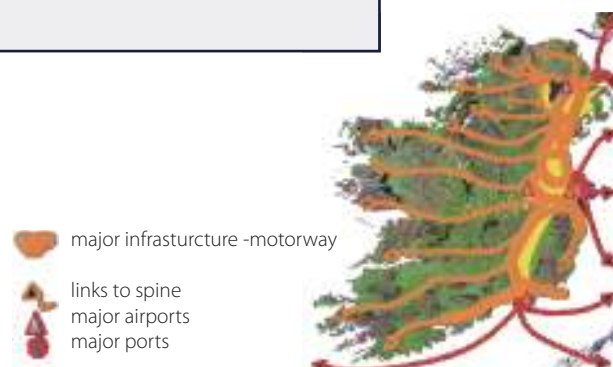 major infrasturcture -motorway
links to spine
major airports
major ports